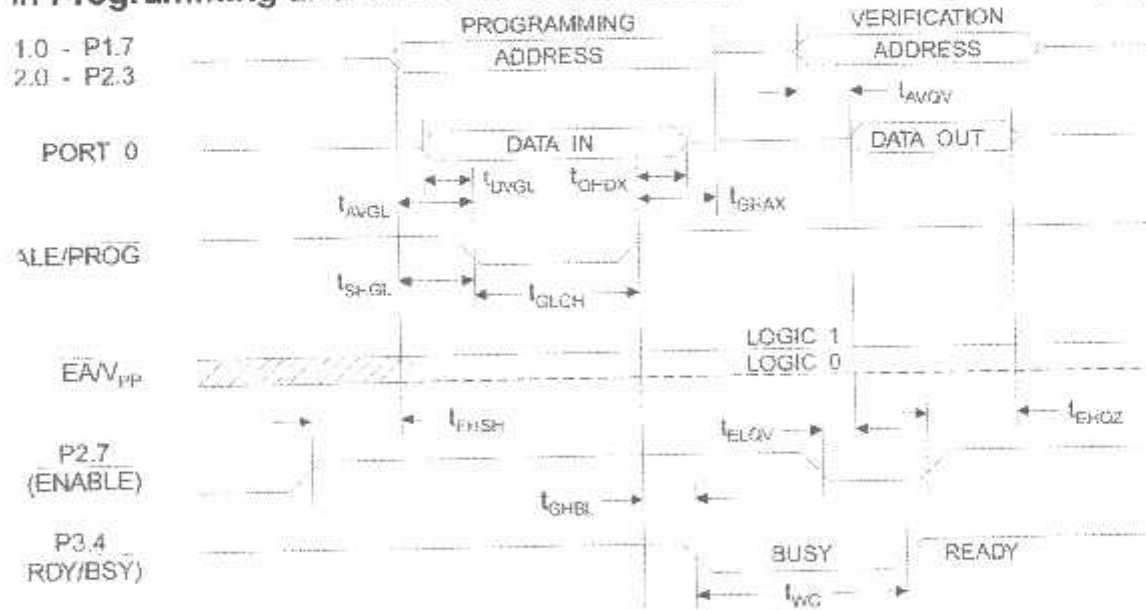 in Programming
PROGRAMMING
VERIFICATION
1.0 - P1.7
ADDRESS
ADDRESS
2.0 - P2.3
tAVQV
PORT 0
DATA IN
DATA OUT
tDVGL
tGHDX
tAVGL
tGHAX
ALE/PROG
tSHGL
tGLGH
LOGIC 1
LOGIC 0
EA/VPP
tEHSH
tELQV
tEHQZ
P2.7
(ENABLE)
tGHBL
P3.4
BUSY
READY
RDY/BSY)
tWC